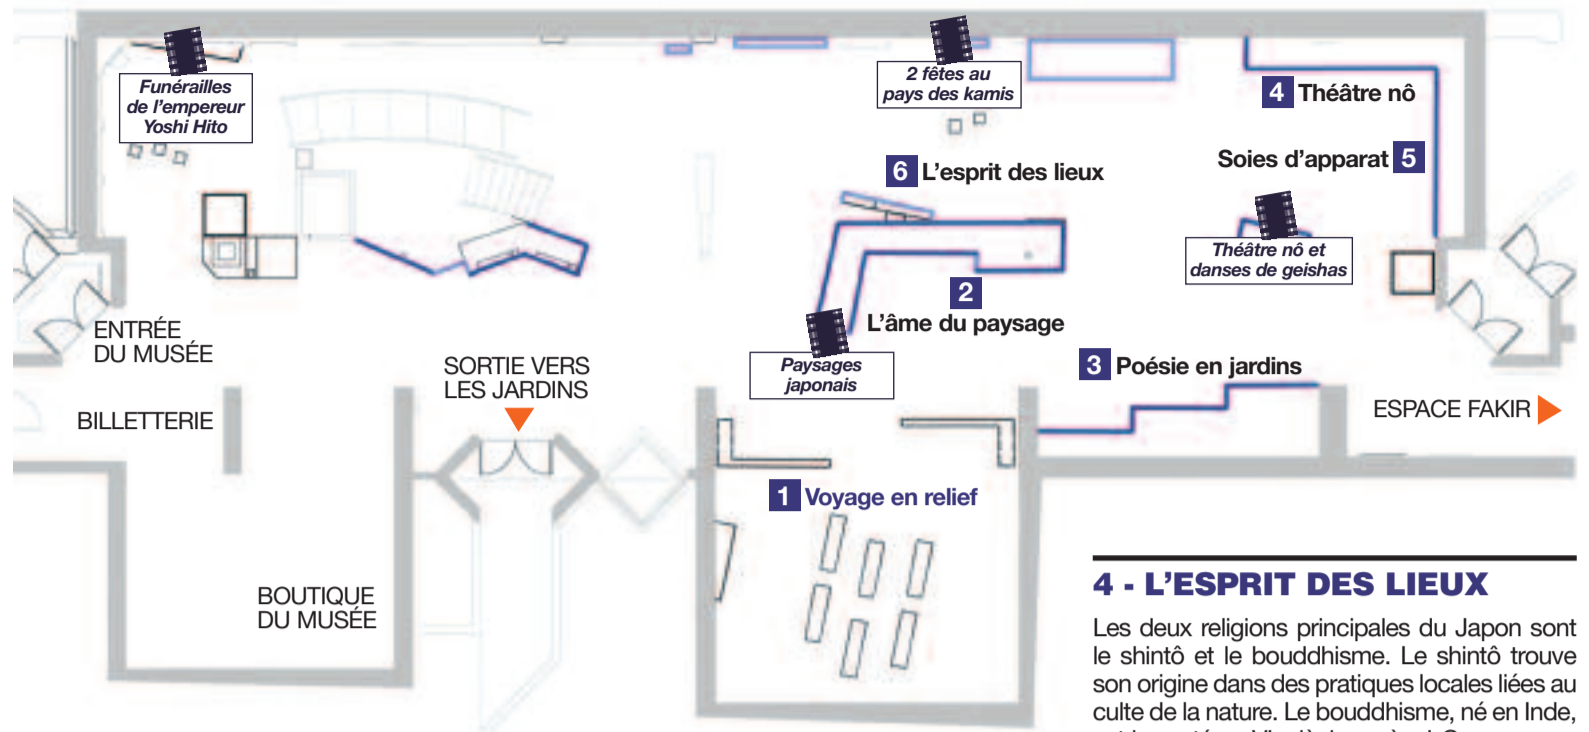 Funérailles
de l'empereur
Yoshi Hito
2 fêtes au
pays des kamis
4 Théâtre nô
Soies d'apparat 5
6 L'esprit des lieux
Théâtre nô et
danses de geishas
2
L'âme du paysage
ENTRÉE
DU MUSÉE
SORTIE VERS
LES JARDINS
Paysages
japonais
3 Poésie en jardins
BILLETTERIE
ESPACE FAKIR
1 Voyage en relief
BOUTIQUE
DU MUSÉE
4 - L'ESPRIT DES LIEUX
Les deux religions principales du Japon sont
le shintô et le bouddhisme. Le shintô trouve
son origine dans des pratiques locales liées au
culte de la nature. Le bouddhisme, né en Inde,